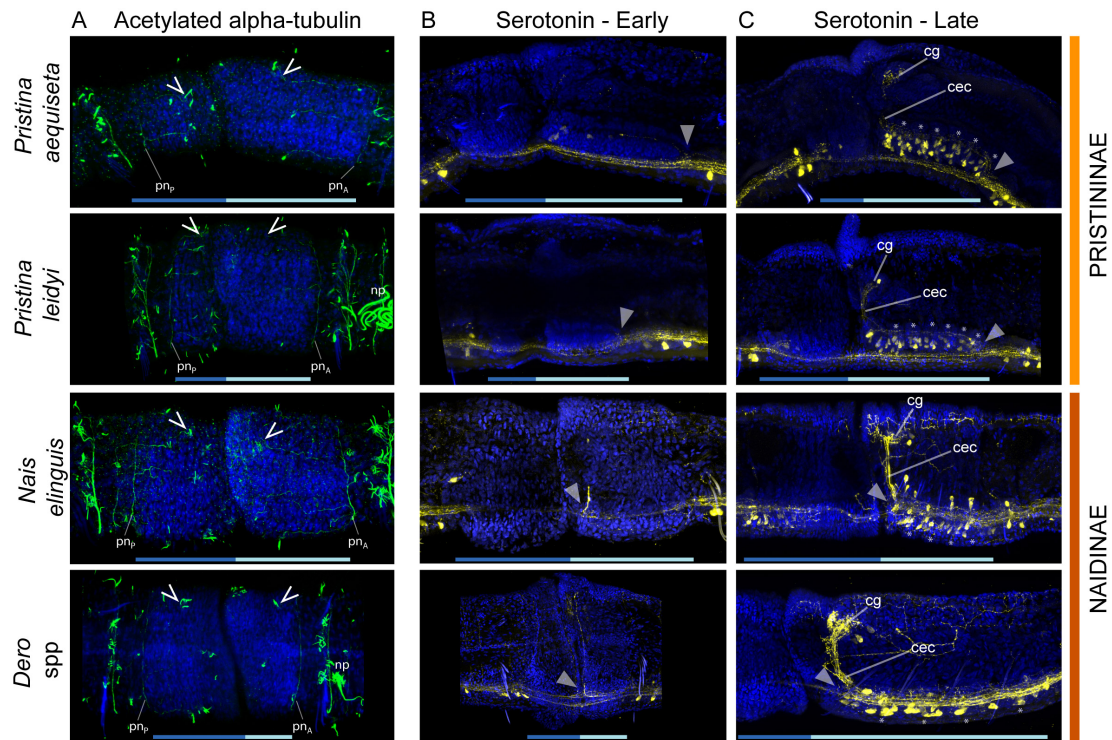 A Acetylated alpha-tubulin
B Serotonin - Early
C Serotonin - Late
Pristina
aequiseta
pnP
pnA
cg
cec
Pristina
leidyi
np
pnP
pnA
cg
cec
PRISTININAE
Nais
elinguis
pnP
pnA
cg
cec
Dero
spp
np
pnP
pnA
cg
cec
NAIDINAE